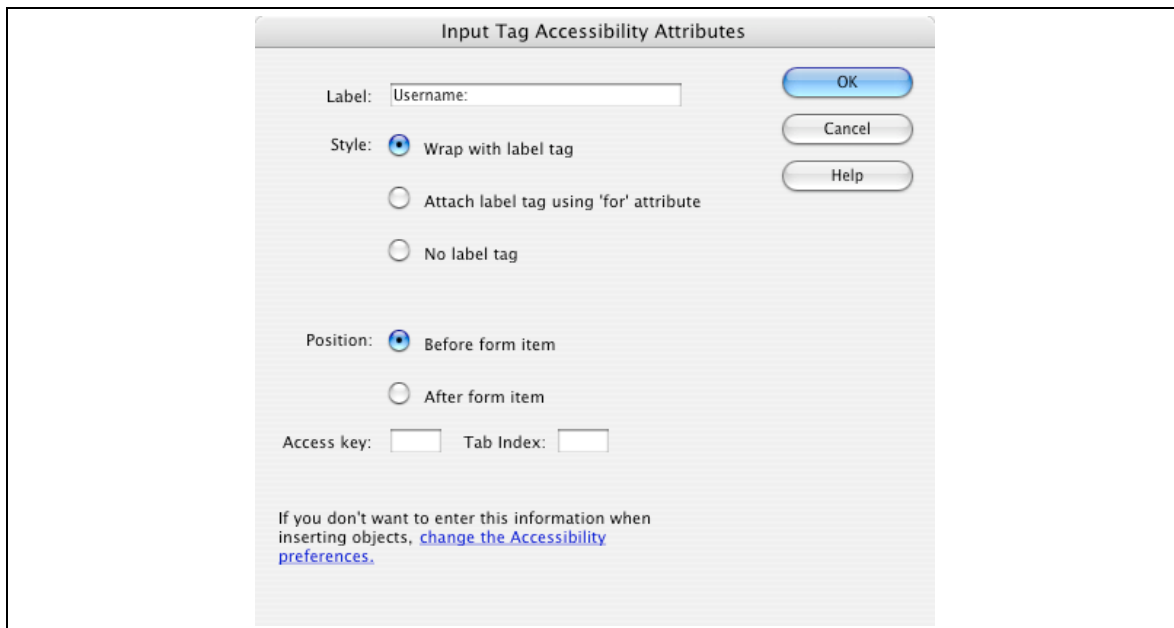 Input Tag Accessibility Attributes
Label: Username:
OK
Cancel
Help
Style: Wrap with label tag
Attach label tag using 'for' attribute
No label tag
Position: Before form item
After form item
Access key: Tab Index:
If you don't want to enter this information when
inserting objects, change the Accessibility
preferences.